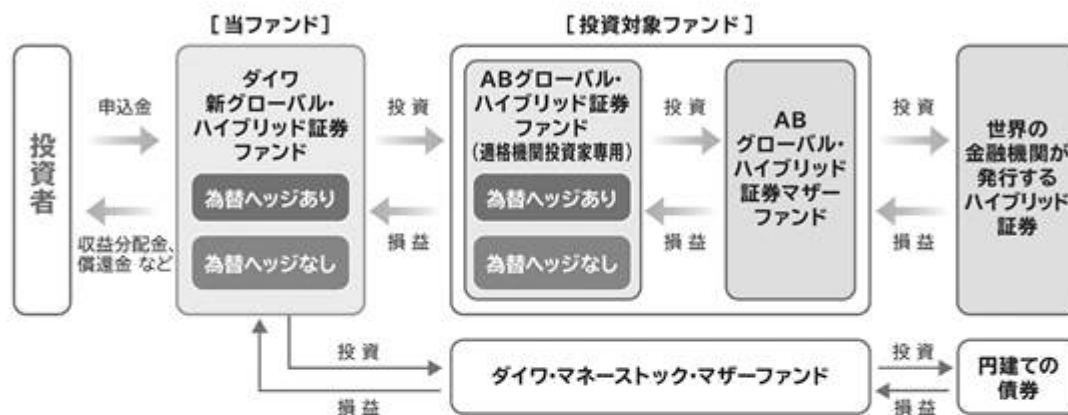 [当ファンド]
[投資対象ファンド]
投資者
申込金
収益分配金、
償還金 など
ダイワ
新グローバル・
ハイブリッド証券
ファンド
為替ヘッジあり
為替ヘッジなし
投 資
損 益
ABグローバル・
ハイブリッド証券
ファンド
(適格機関投資家専用)
為替ヘッジあり
為替ヘッジなし
投 資
損 益
AB
グローバル・
ハイブリッド
証券マザー
ファンド
投 資
損 益
世界の
金融機関が
発行する
ハイブリッド
証券
投 資
損 益
ダイワ・マネーストック・マザーファンド
投 資
損 益
円建ての
債券